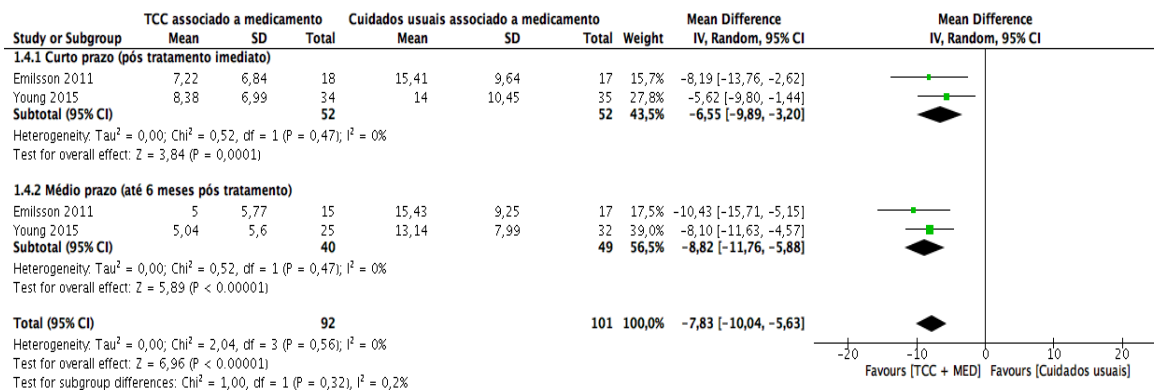 TCC associado a medicamento Cuidados usuais associado a medicamento Mean Difference Mean Difference
Study or Subgroup Mean SD Total Mean SD Total Weight IV, Random, 95% CI IV, Random, 95% CI
1.4.1 Curto prazo (pós tratamento imediato)
Emilsson 2011 7,22 6,84 18 15,41 9,64 17 15,7% -8,19 [-13,76, -2,62]
Young 2015 8,38 6,99 34 14 10,45 35 27,8% -5,62 [-9,80, -1,44]
Subtotal (95% CI) 52 52 43,5% -6,55 [-9,89, -3,20]
Heterogeneity: Tau² = 0,00; Chi² = 0,52, df = 1 (P = 0,47); I² = 0%
Test for overall effect: Z = 3,84 (P = 0,0001)
1.4.2 Médio prazo (até 6 meses pós tratamento)
Emilsson 2011 5 5,77 15 15,43 9,25 17 17,5% -10,43 [-15,71, -5,15]
Young 2015 5,04 5,6 25 13,14 7,99 32 39,0% -8,10 [-11,63, -4,57]
Subtotal (95% CI) 40 49 56,5% -8,82 [-11,76, -5,88]
Heterogeneity: Tau² = 0,00; Chi² = 0,52, df = 1 (P = 0,47); I² = 0%
Test for overall effect: Z = 5,89 (P < 0.00001)
Total (95% CI) 92 101 100,0% -7,83 [-10,04, -5,63]
Heterogeneity: Tau² = 0,00; Chi² = 2,04, df = 3 (P = 0,56); I² = 0%
Test for overall effect: Z = 6,96 (P < 0.00001)
Test for subgroup differences: Chi² = 1,00, df = 1 (P = 0,32), I² = 0,2%
-20 -10 0 10 20
Favours [TCC + MED] Favours [Cuidados usuais]